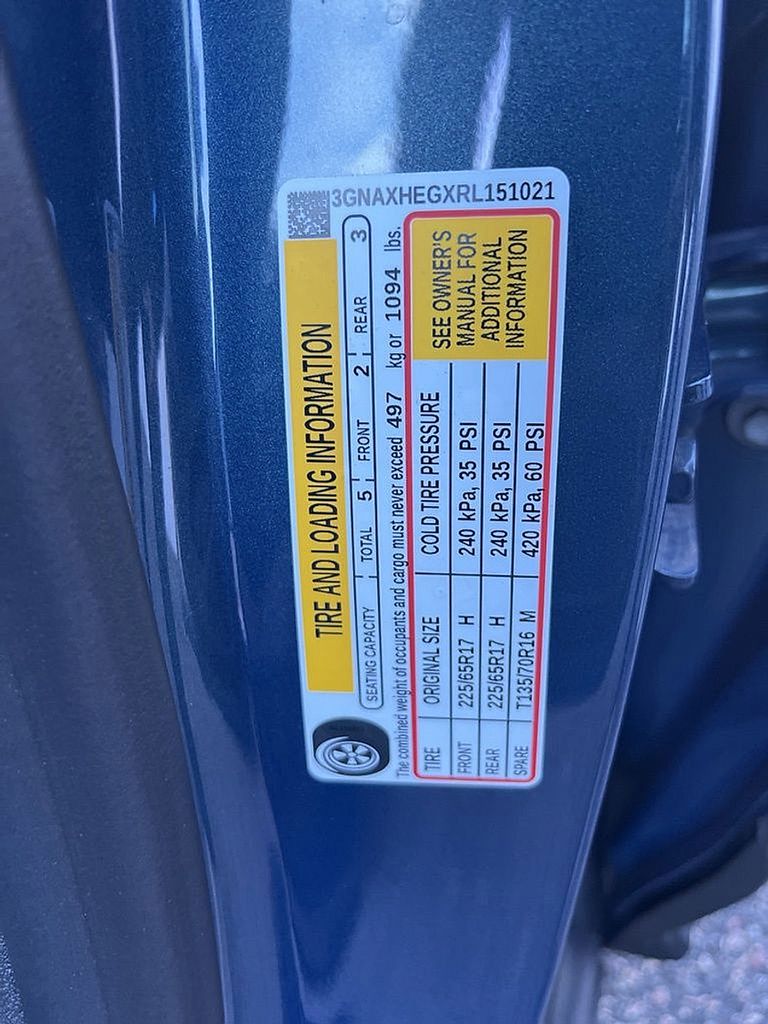 3GNAXHEGXRL151021
TIRE AND LOADING INFORMATION
SEATING CAPACITY TOTAL 5 FRONT 2 REAR 3
The combined weight of occupants and cargo must never exceed 497 kg or 1094 lbs.
TIRE ORIGINAL SIZE COLD TIRE PRESSURE
FRONT 225/65R17 H 240 kPa, 35 PSI
REAR 225/65R17 H 240 kPa, 35 PSI
SPARE T135/70R16 M 420 kPa, 60 PSI
SEE OWNER'S
MANUAL FOR
ADDITIONAL
INFORMATION